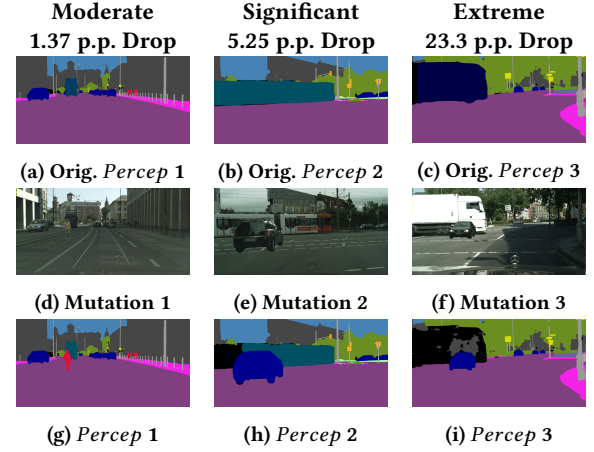 Moderate Significant Extreme
1.37 p.p. Drop 5.25 p.p. Drop 23.3 p.p. Drop
(a) Orig. Percep 1 (b) Orig. Percep 2 (c) Orig. Percep 3
(d) Mutation 1 (e) Mutation 2 (f) Mutation 3
(g) Percep 1 (h) Percep 2 (i) Percep 3